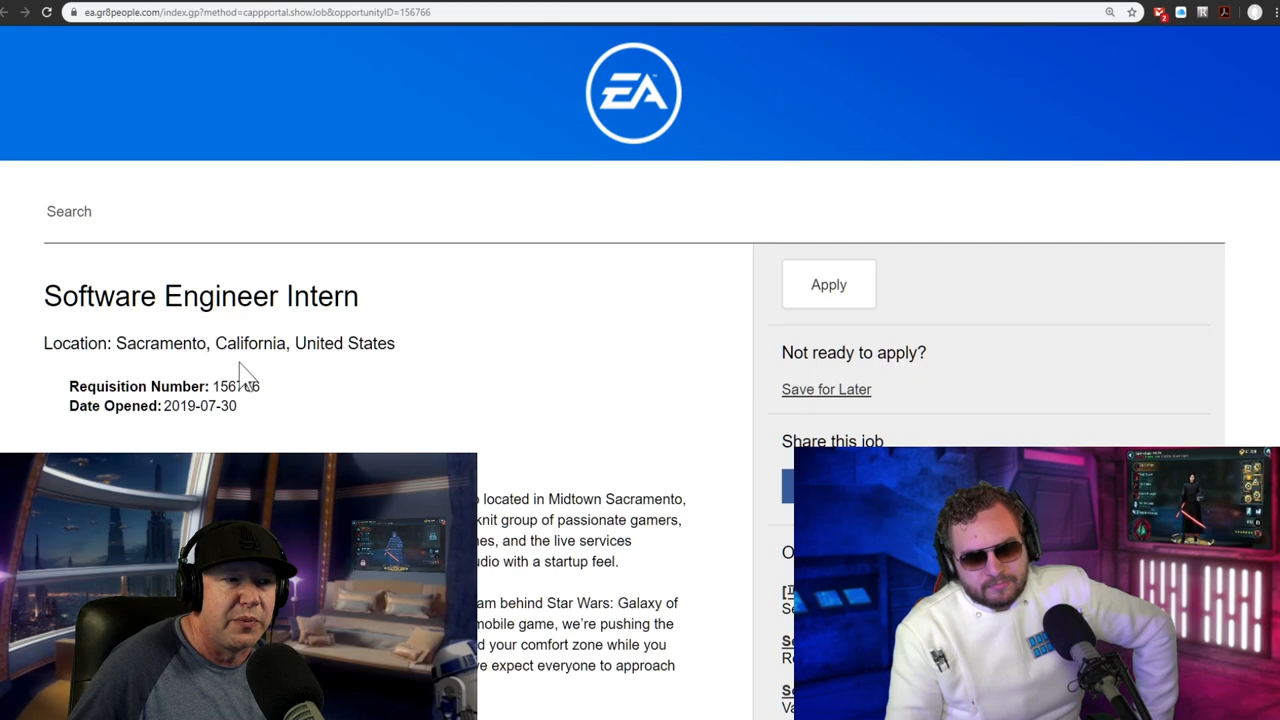 ea.gr8people.com/index.gp?method=cappportal.showJob&opportunityID=156766
2
EA
Search
Software Engineer Intern
Location: Sacramento, California, United States
Requisition Number:
Date Opened: 2019-07-30
located in Midtown Sacramento,
knit group of passionate gamers,
and the live services
with a startup feel.
behind Star Wars: Galaxy of
mobile game, we're pushing the
your comfort zone while you
expect everyone to approach
Apply
Not ready to apply?
Save for Later
Share this job